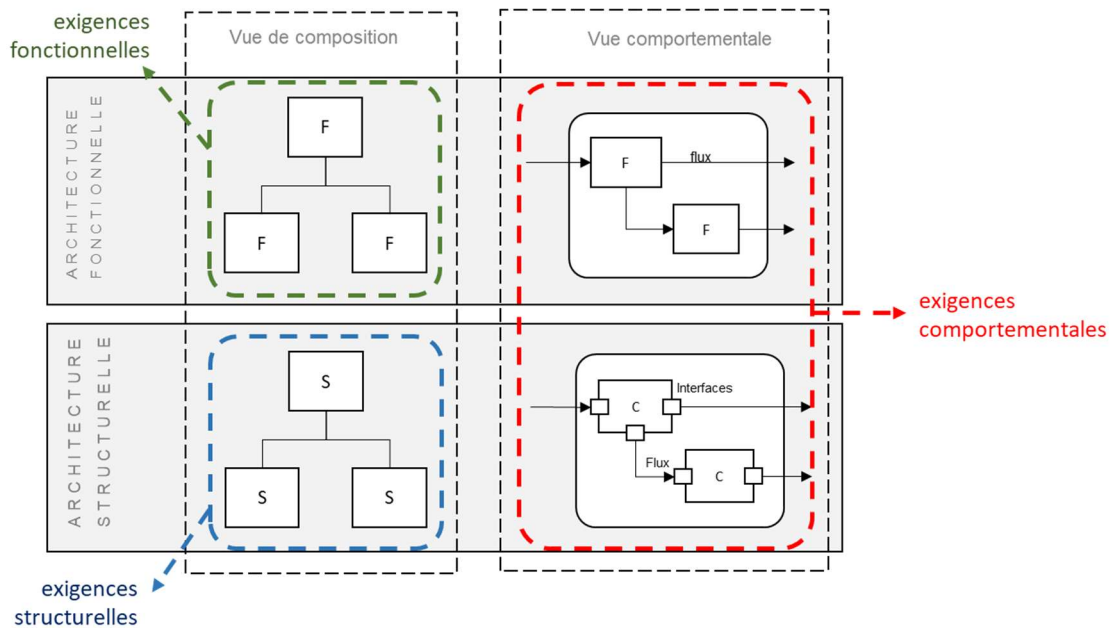 exigences
fonctionnelles
Vue de composition
Vue comportementale
ARCHITECTURE
FONCTIONNELLE
F
F
F
F
flux
F
exigences
comportementales
ARCHITECTURE
STRUCTURELLE
S
S
S
Interfaces
C
Flux
C
exigences
structurelles